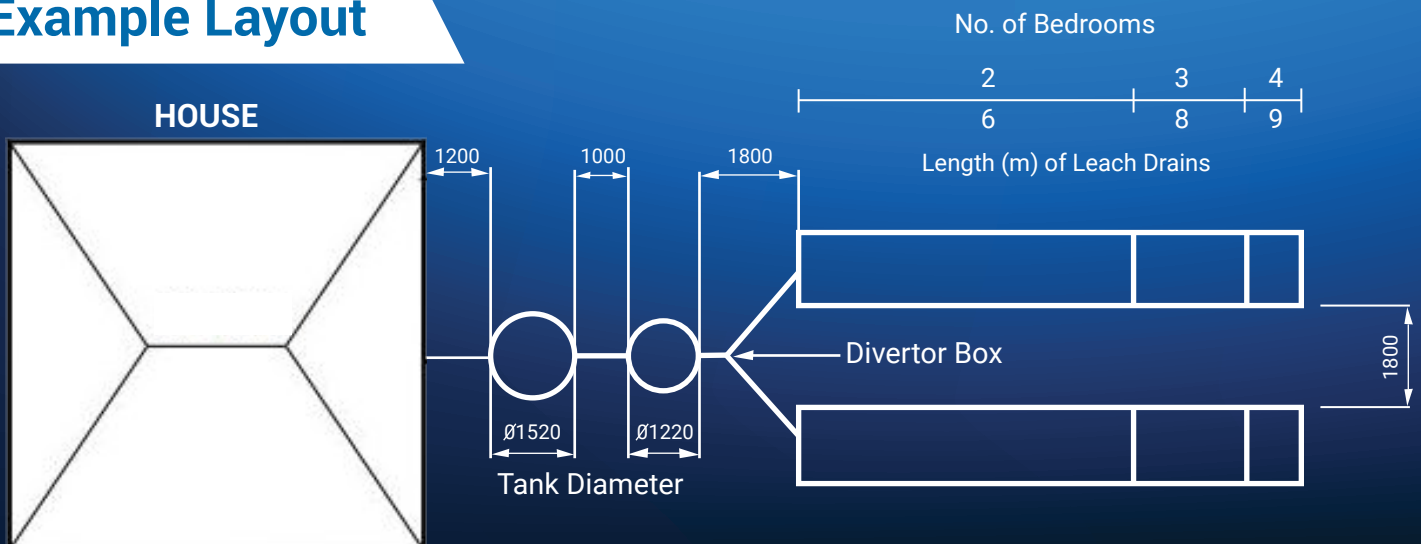 Example Layout
No. of Bedrooms
2 3 4
6 8 9
Length (m) of Leach Drains
HOUSE
1200 1000 1800
Divertor Box
1800
Ø1520 Ø1220
Tank Diameter